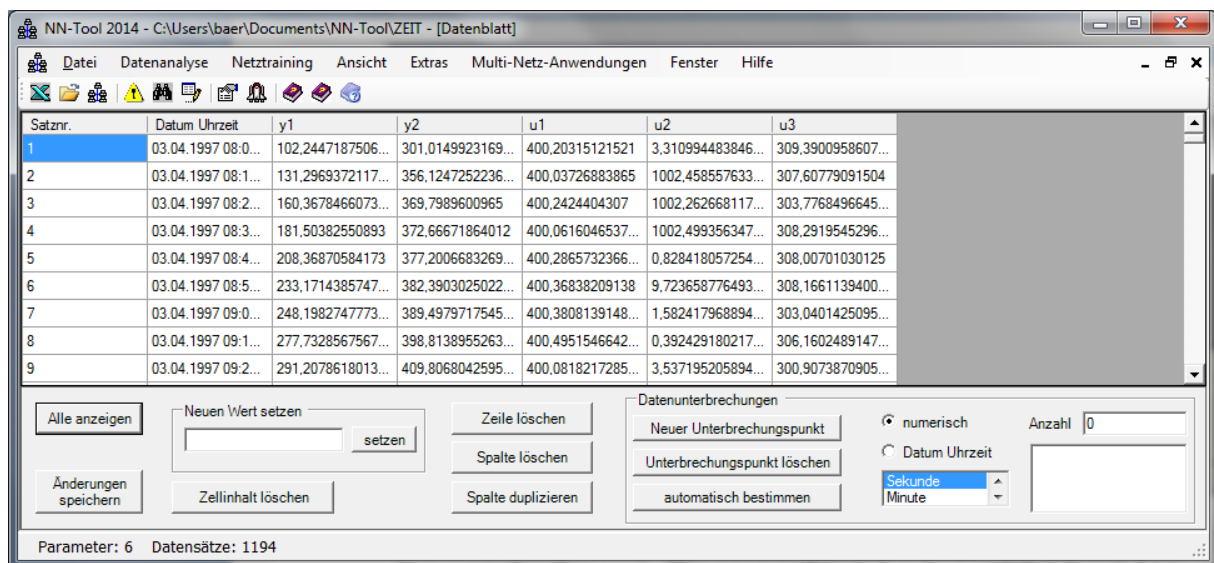 NN-Tool 2014 - C:\Users\baer\Documents\NN-Tool\ZEIT - [Datenblatt]
Datei Datenanalyse Netztraining Ansicht Extras Multi-Netz-Anwendungen Fenster Hilfe
Satznr. Datum Uhrzeit y1 y2 u1 u2 u3
1 03.04.1997 08:0... 102,2447187506... 301,0149923169... 400,20315121521 3,310994483846... 309,3900958607...
2 03.04.1997 08:1... 131,2969372117... 356,1247252236... 400,03726883865 1002,458557633... 307,60779091504
3 03.04.1997 08:2... 160,3678466073... 369,7989600965 400,2424404307 1002,262668117... 303,7768496645...
4 03.04.1997 08:3... 181,50382550893 372,66671864012 400,0616046537... 1002,499356347... 308,2919545296...
5 03.04.1997 08:4... 208,36870584173 377,2006683269... 400,2865732366... 0,828418057254... 308,00701030125
6 03.04.1997 08:5... 233,1714385747... 382,3903025022... 400,36838209138 9,723658776493... 308,1661139400...
7 03.04.1997 09:0... 248,1982747773... 389,4979717545... 400,3808139148... 1,582417968894... 303,0401425095...
8 03.04.1997 09:1... 277,7328567567... 398,8138955263... 400,4951546642... 0,392429180217... 306,1602489147...
9 03.04.1997 09:2... 291,2078618013... 409,8068042595... 400,0818217285... 3,537195205894... 300,9073870905...
Alle anzeigen
Änderungen
speichern
Neuen Wert setzen
setzen
Zellinhalt löschen
Zeile löschen
Spalte löschen
Spalte duplizieren
Datenunterbrechungen
Neuer Unterbrechungspunkt
Unterbrechungspunkt löschen
automatisch bestimmen
numerisch
Datum Uhrzeit
Sekunde
Minute
Anzahl 0
Parameter: 6 Datensätze: 1194